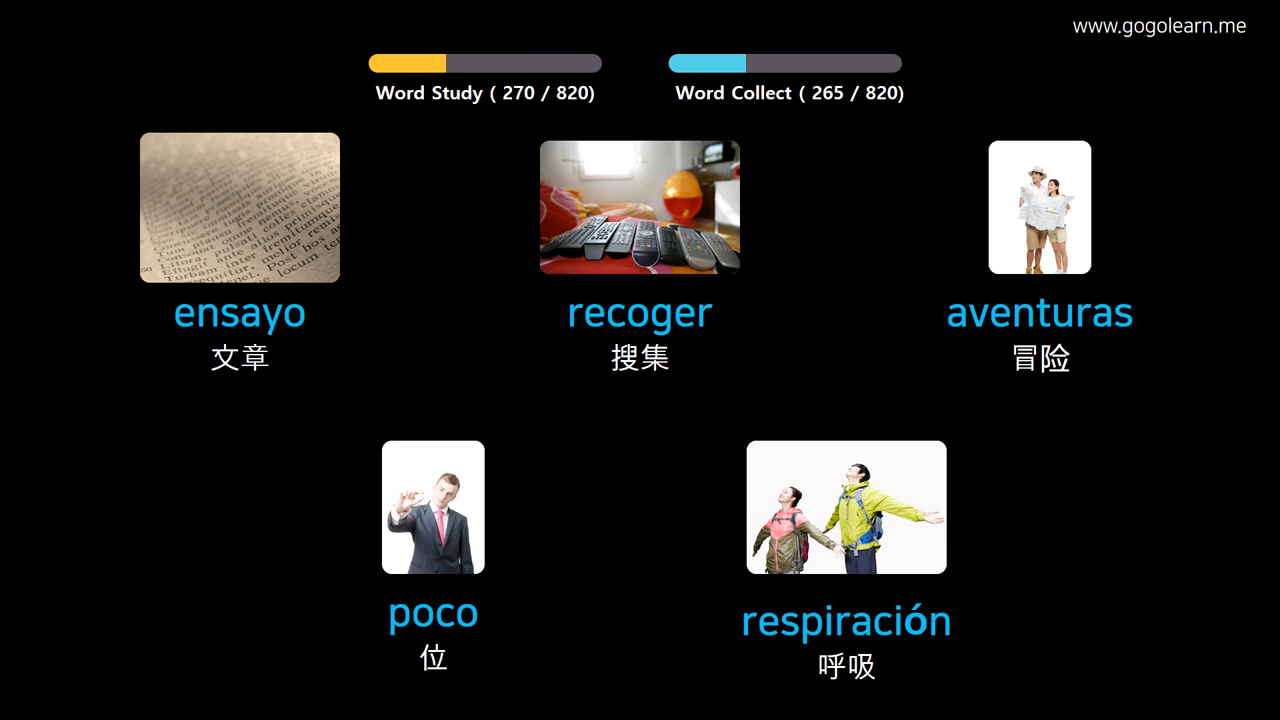 www.gogolearn.me
Word Study ( 270 / 820)
Word Collect ( 265 / 820)
ensayo
文章
recoger
搜集
aventuras
冒险
poco
位
respiración
呼吸